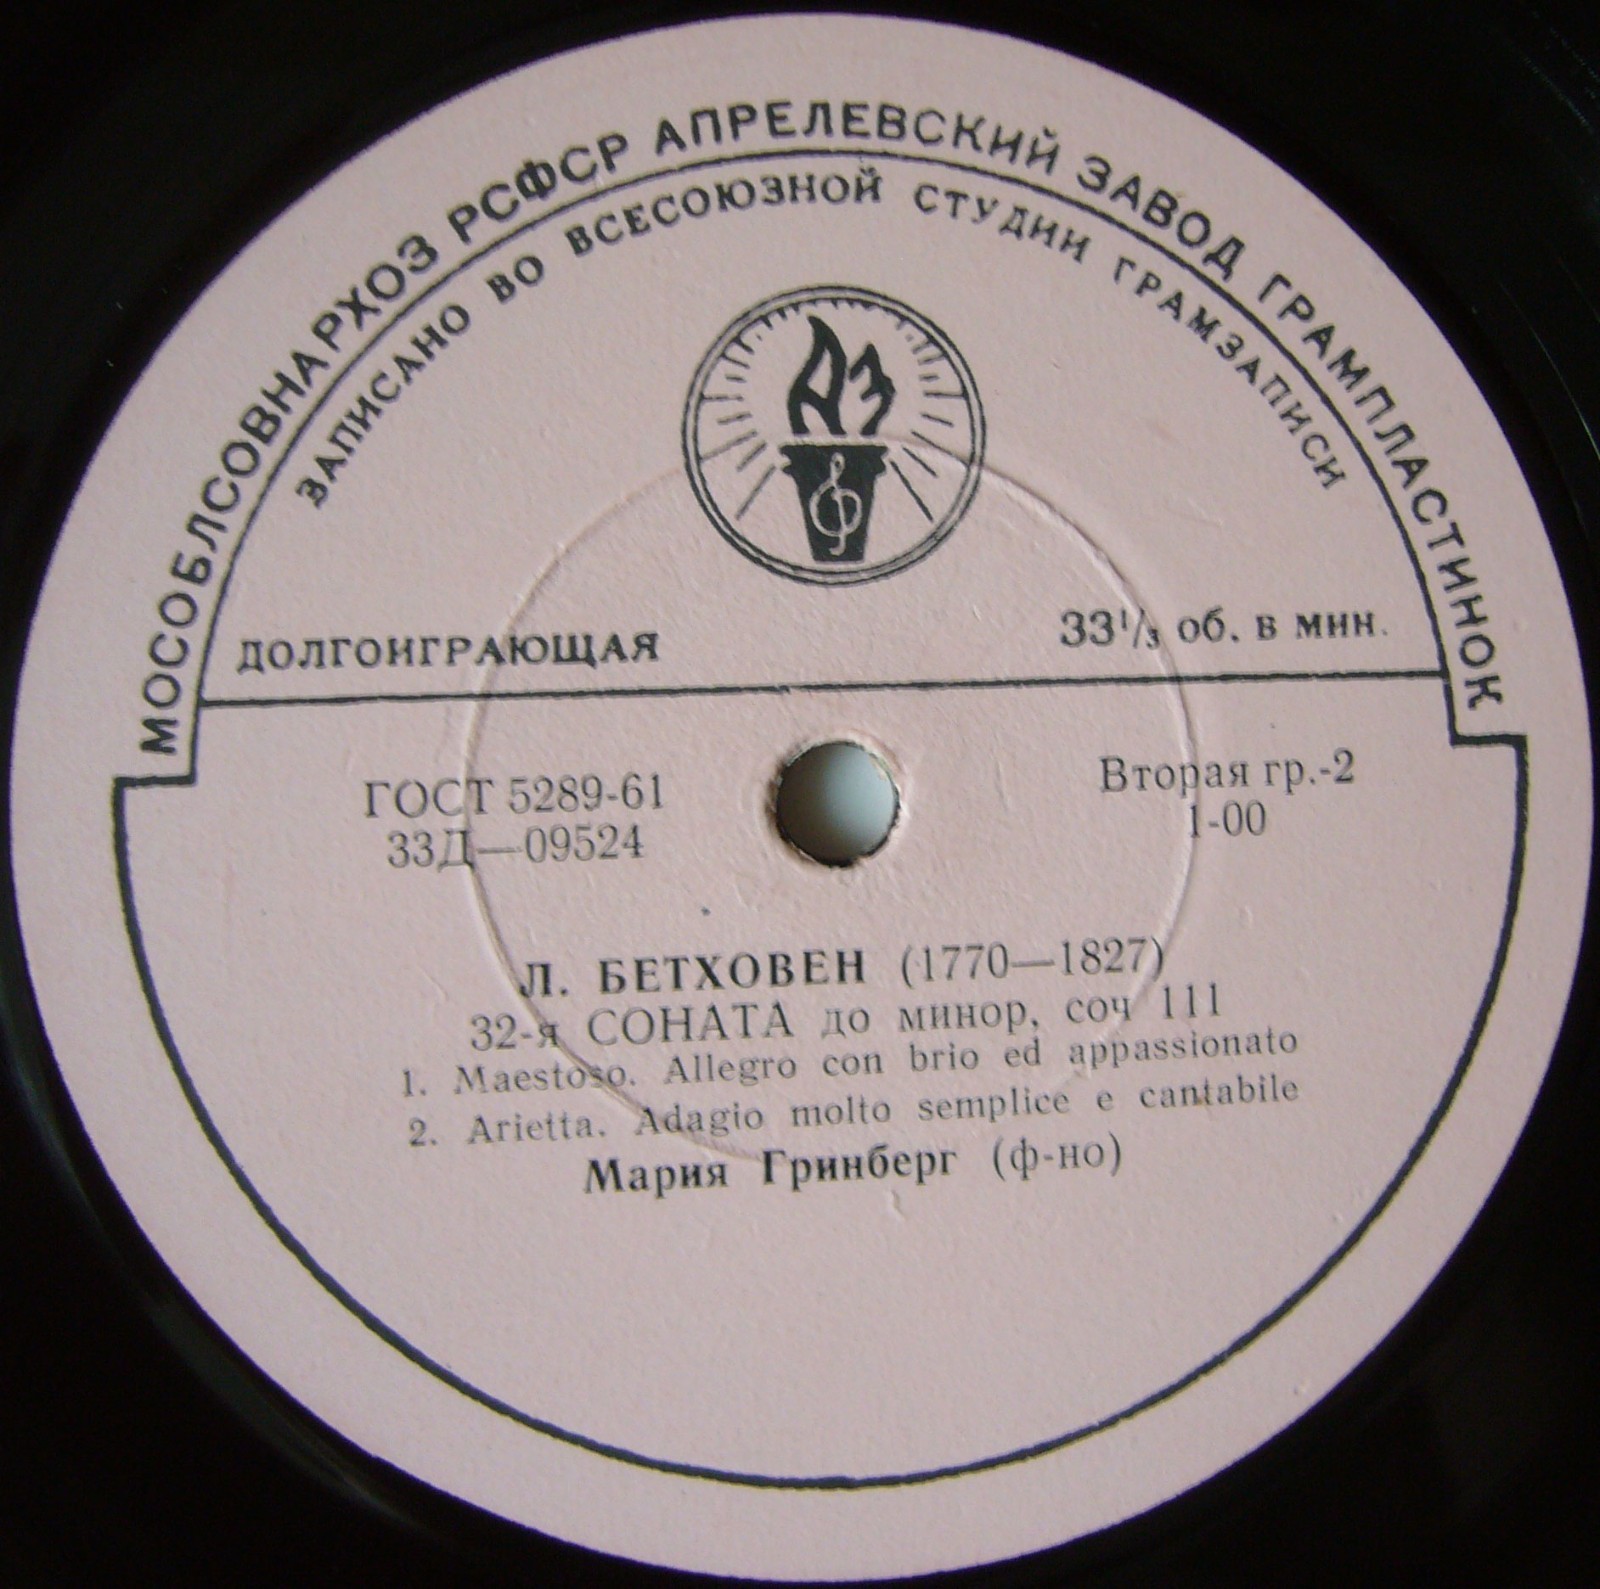 МОСОБЛСОВНАРХОЗ РСФСР АПРЕЛЕВСКИЙ ЗАВОД ГРАМПЛАСТИНОК
ЗАПИСАНО ВО ВСЕСОЮЗНОЙ СТУДИИ ГРАМЗАПИСИ
АЗ
ДОЛГОИГРАЮЩАЯ
33 1/3 об. в мин.
ГОСТ 5289-61
33Д—09524
Вторая гр.-2
1-00
Л. БЕТХОВЕН (1770—1827)
32-я СОНАТА до минор, соч 111
1. Maestoso. Allegro con brio ed appassionato
2. Arietta. Adagio molto semplice e cantabile
Мария Гринберг (ф-но)